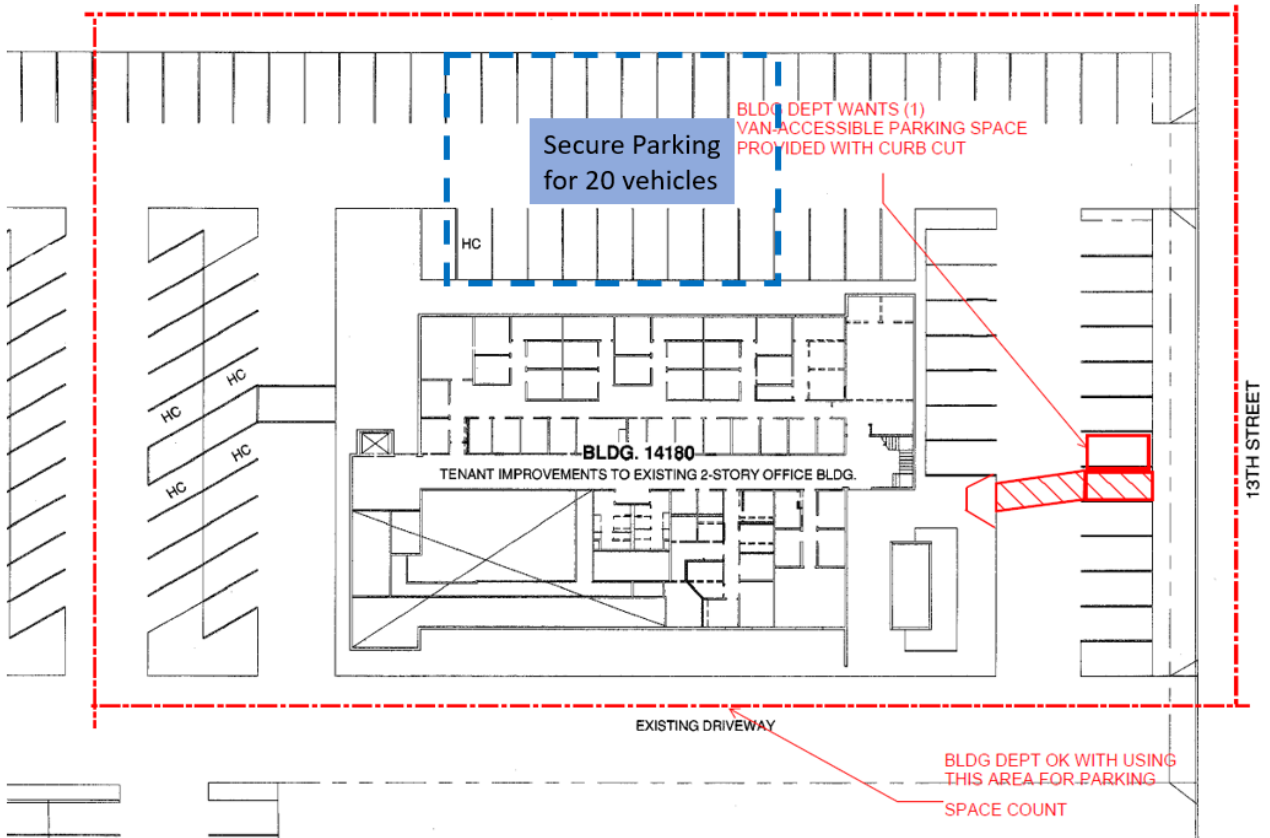 BLDG DEPT WANTS (1)
VAN-ACCESSIBLE PARKING SPACE
PROVIDED WITH CURB CUT
Secure Parking
for 20 vehicles
HC
HC
HC
HC
HC
BLDG. 14180
TENANT IMPROVEMENTS TO EXISTING 2-STORY OFFICE BLDG.
13TH STREET
EXISTING DRIVEWAY
BLDG DEPT OK WITH USING
THIS AREA FOR PARKING
SPACE COUNT